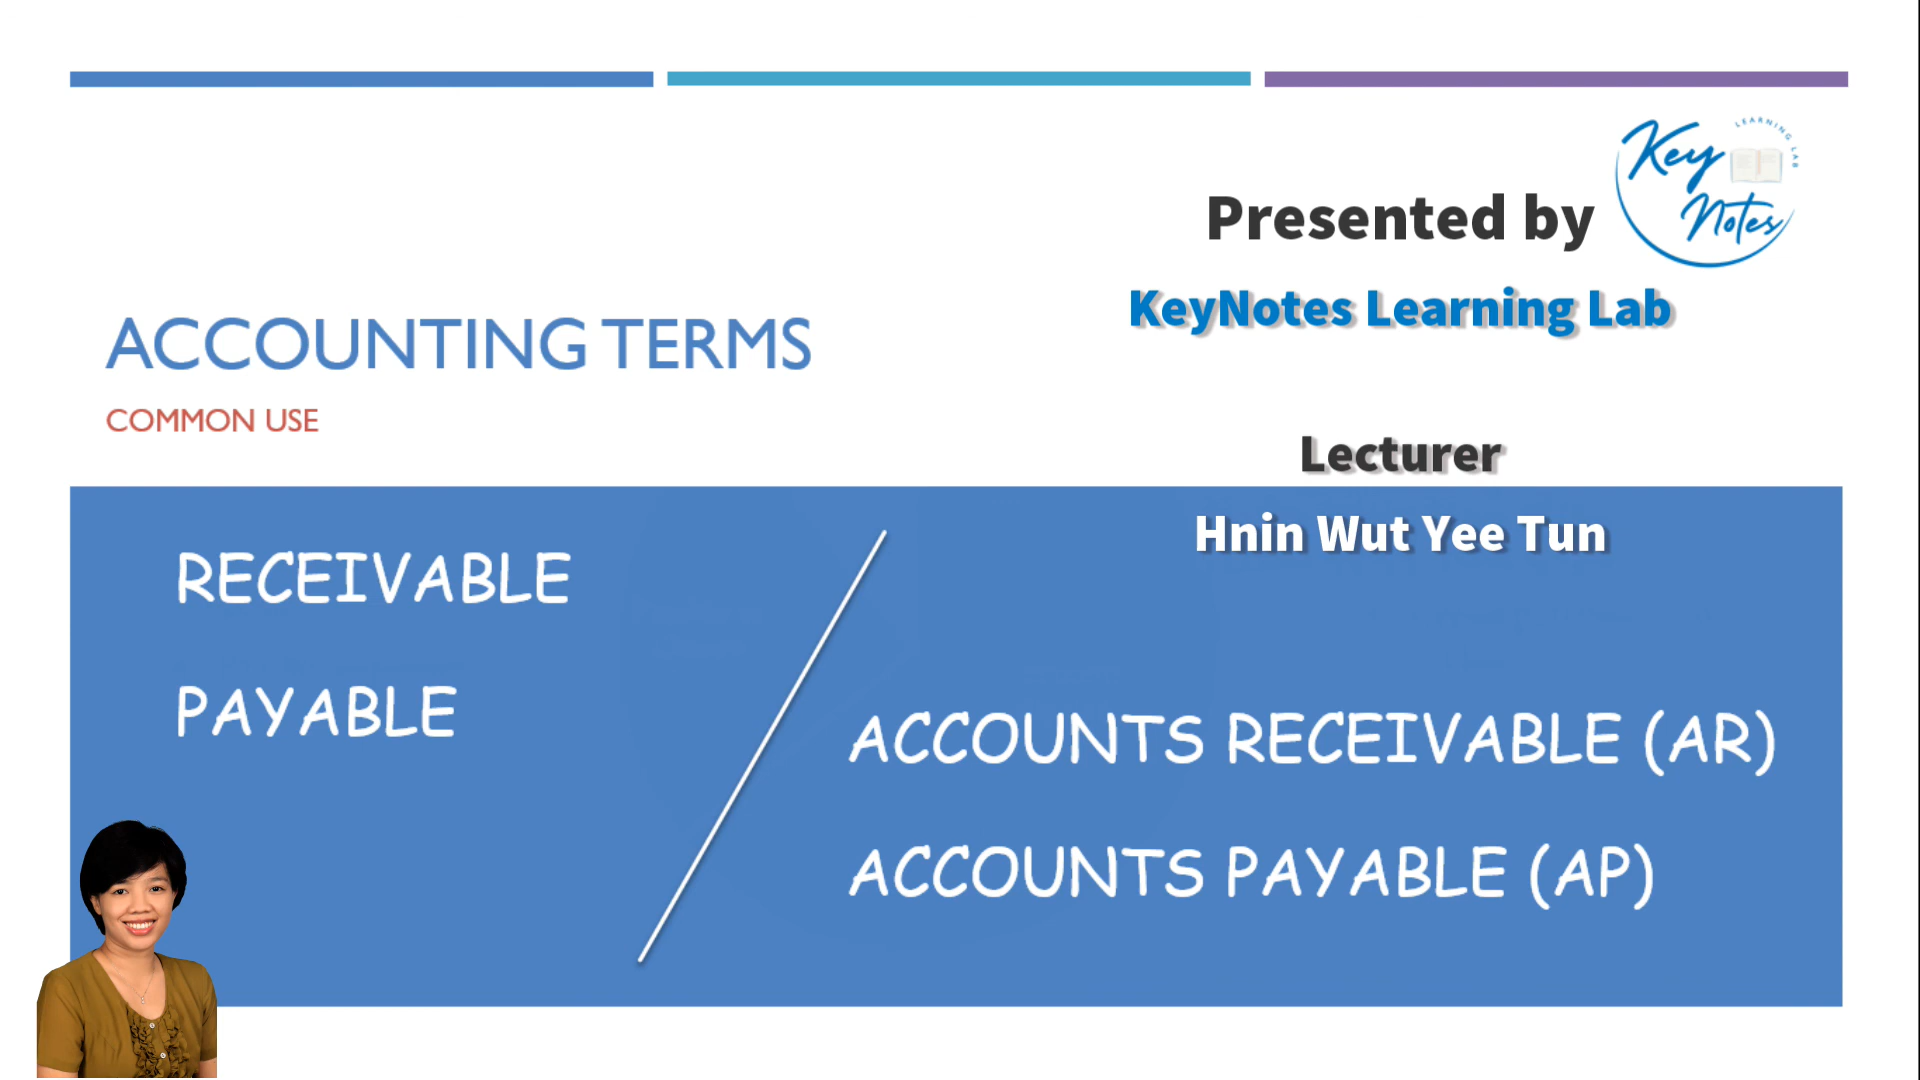 Key
LEARNING LAB
Notes
Presented by
KeyNotes Learning Lab
ACCOUNTING TERMS
COMMON USE
Lecturer
Hnin Wut Yee Tun
RECEIVABLE
PAYABLE
ACCOUNTS RECEIVABLE (AR)
ACCOUNTS PAYABLE (AP)